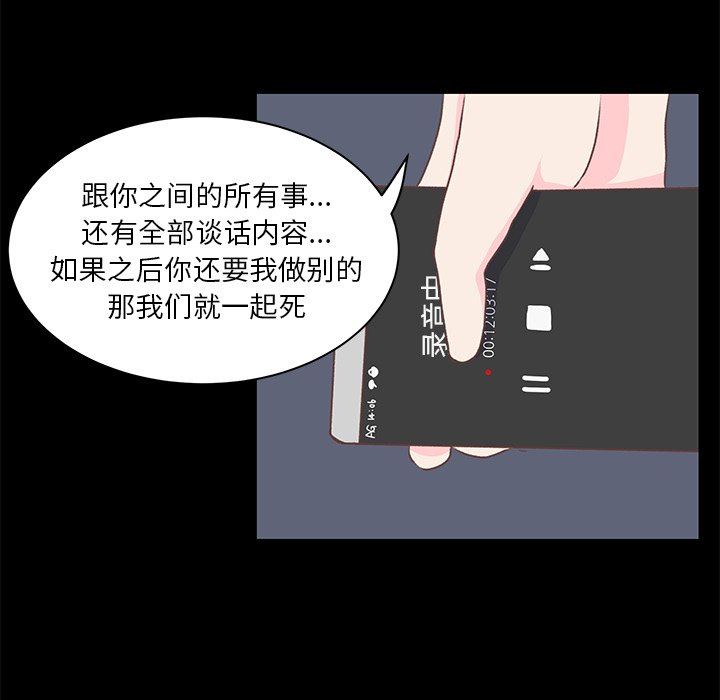 跟你之间的所有事...
还有全部谈话内容...
如果之后你还要我做别的
那我们就一起死
录音中
00:12:03:17